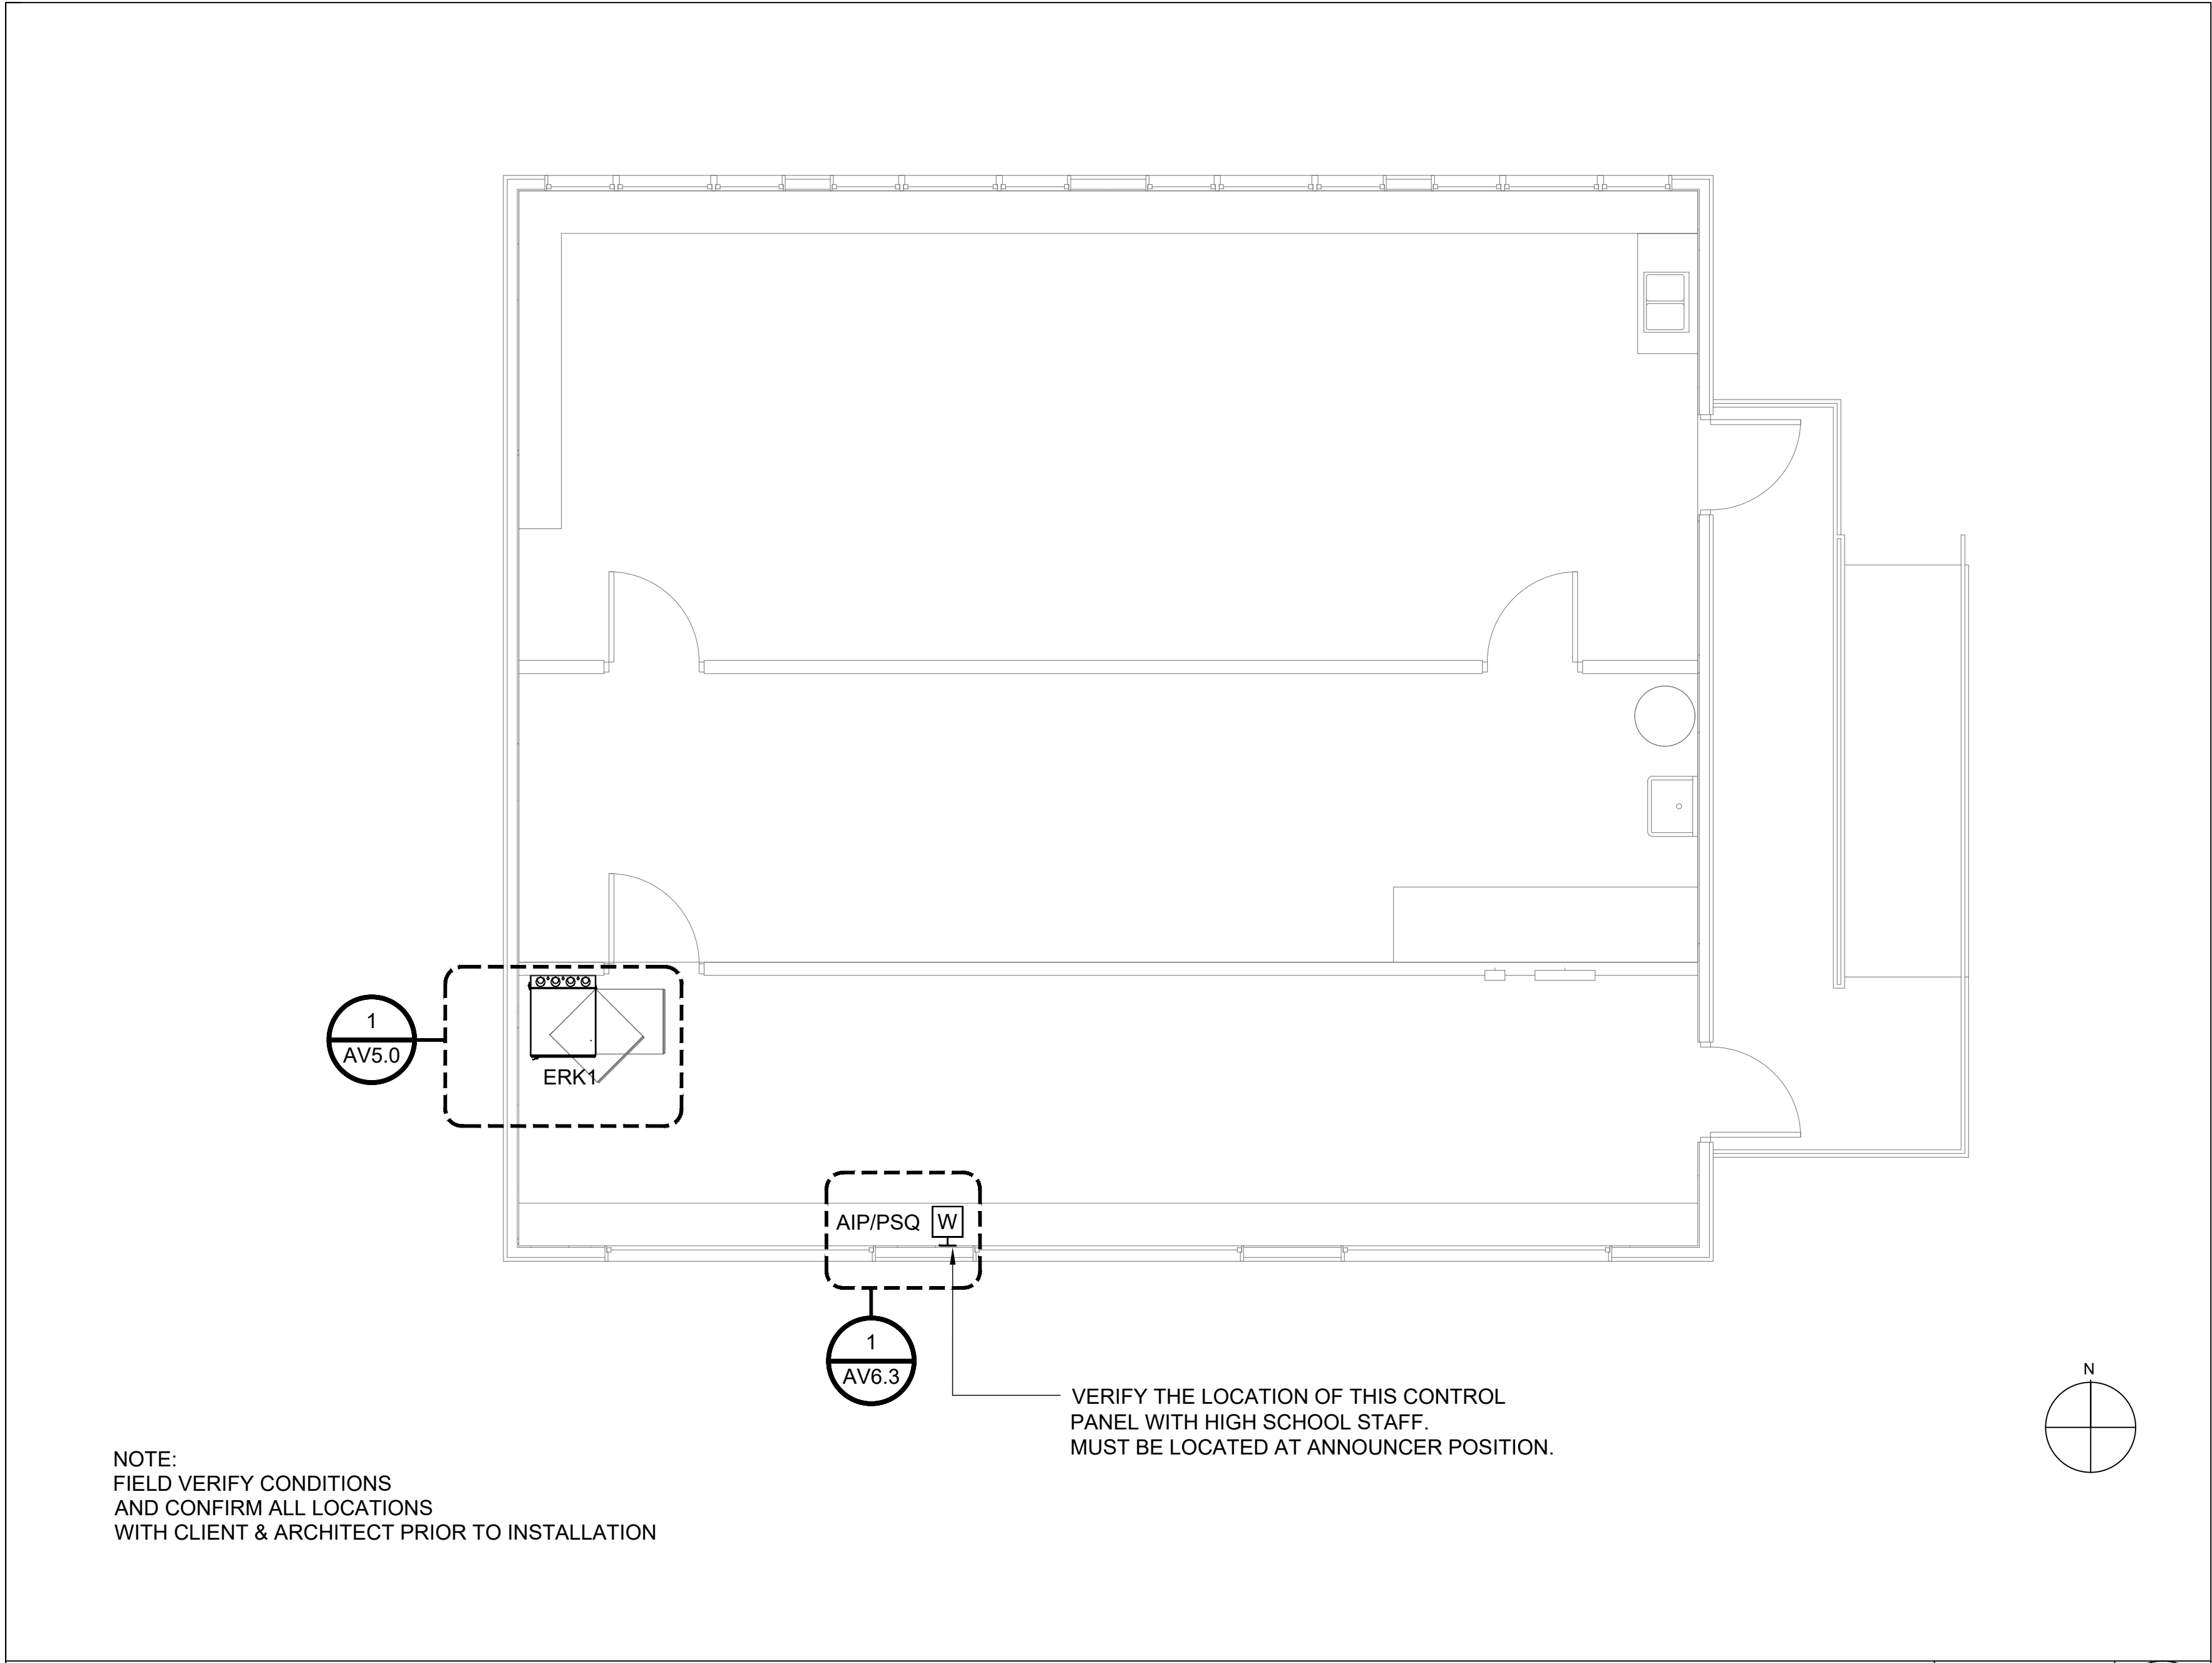 1
AV5.0
ERK1
AIP/PSQ W
1
AV6.3
VERIFY THE LOCATION OF THIS CONTROL
PANEL WITH HIGH SCHOOL STAFF.
MUST BE LOCATED AT ANNOUNCER POSITION.
N
NOTE:
FIELD VERIFY CONDITIONS
AND CONFIRM ALL LOCATIONS
WITH CLIENT & ARCHITECT PRIOR TO INSTALLATION